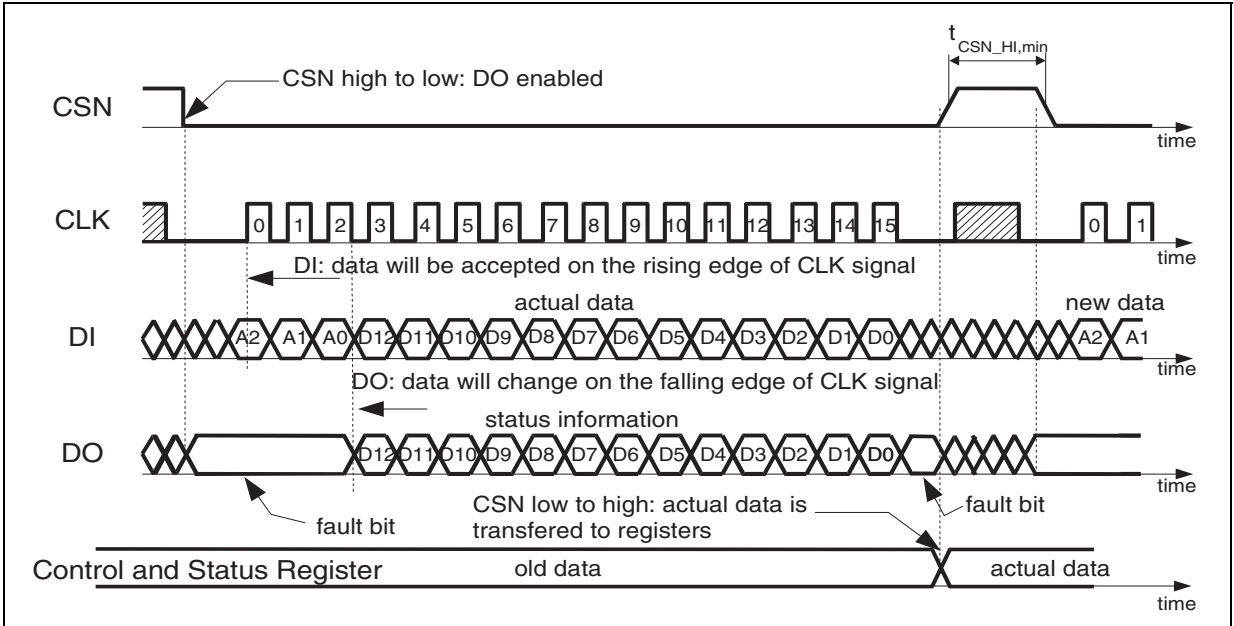 t CSN_HI,min
CSN high to low: DO enabled
CSN
time
CLK
0 1 2 3 4 5 6 7 8 9 10 11 12 13 14 15 0 1
time
DI: data will be accepted on the rising edge of CLK signal
actual data
new data
DI
A2 A1 A0 D12 D11 D10 D9 D8 D7 D6 D5 D4 D3 D2 D1 D0 A2 A1
time
DO: data will change on the falling edge of CLK signal
status information
DO
D12 D11 D10 D9 D8 D7 D6 D5 D4 D3 D2 D1 D0
time
fault bit
CSN low to high: actual data is
transfered to registers
fault bit
Control and Status Register
old data
actual data
time